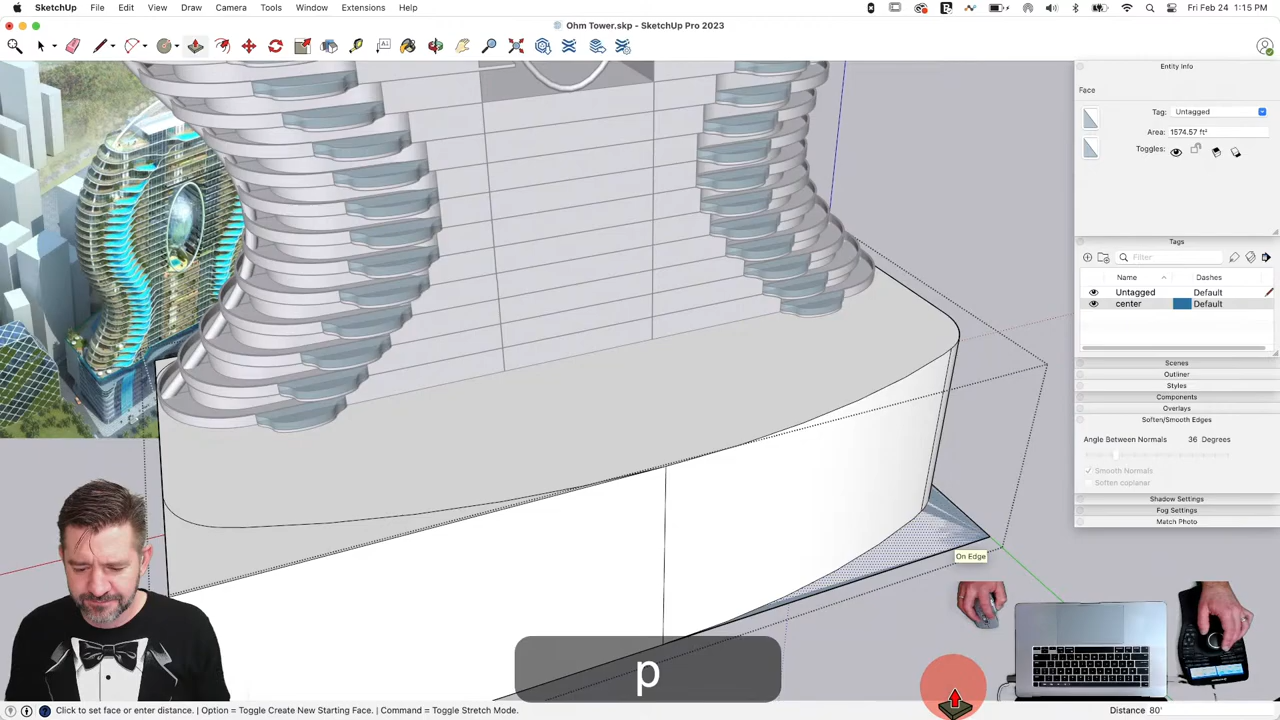 SketchUp File Edit View Draw Camera Tools Window Extensions Help
Fri Feb 24 1:15 PM
Ohm Tower.skp - SketchUp Pro 2023
Entity Info
Face
Tag: Untagged
Area: 1574.57 ft²
Toggles:
Tags
Filter
Name Dashes
Untagged Default
center Default
Scenes
Outliner
Styles
Components
Overlays
Soften/Smooth Edges
Angle Between Normals 36 Degrees
Smooth Normals
Soften coplanar
Shadow Settings
Fog Settings
Match Photo
On Edge
p
Click to set face or enter distance. | Option = Toggle Create New Starting Face. | Command = Toggle Stretch Mode.
Distance 80'